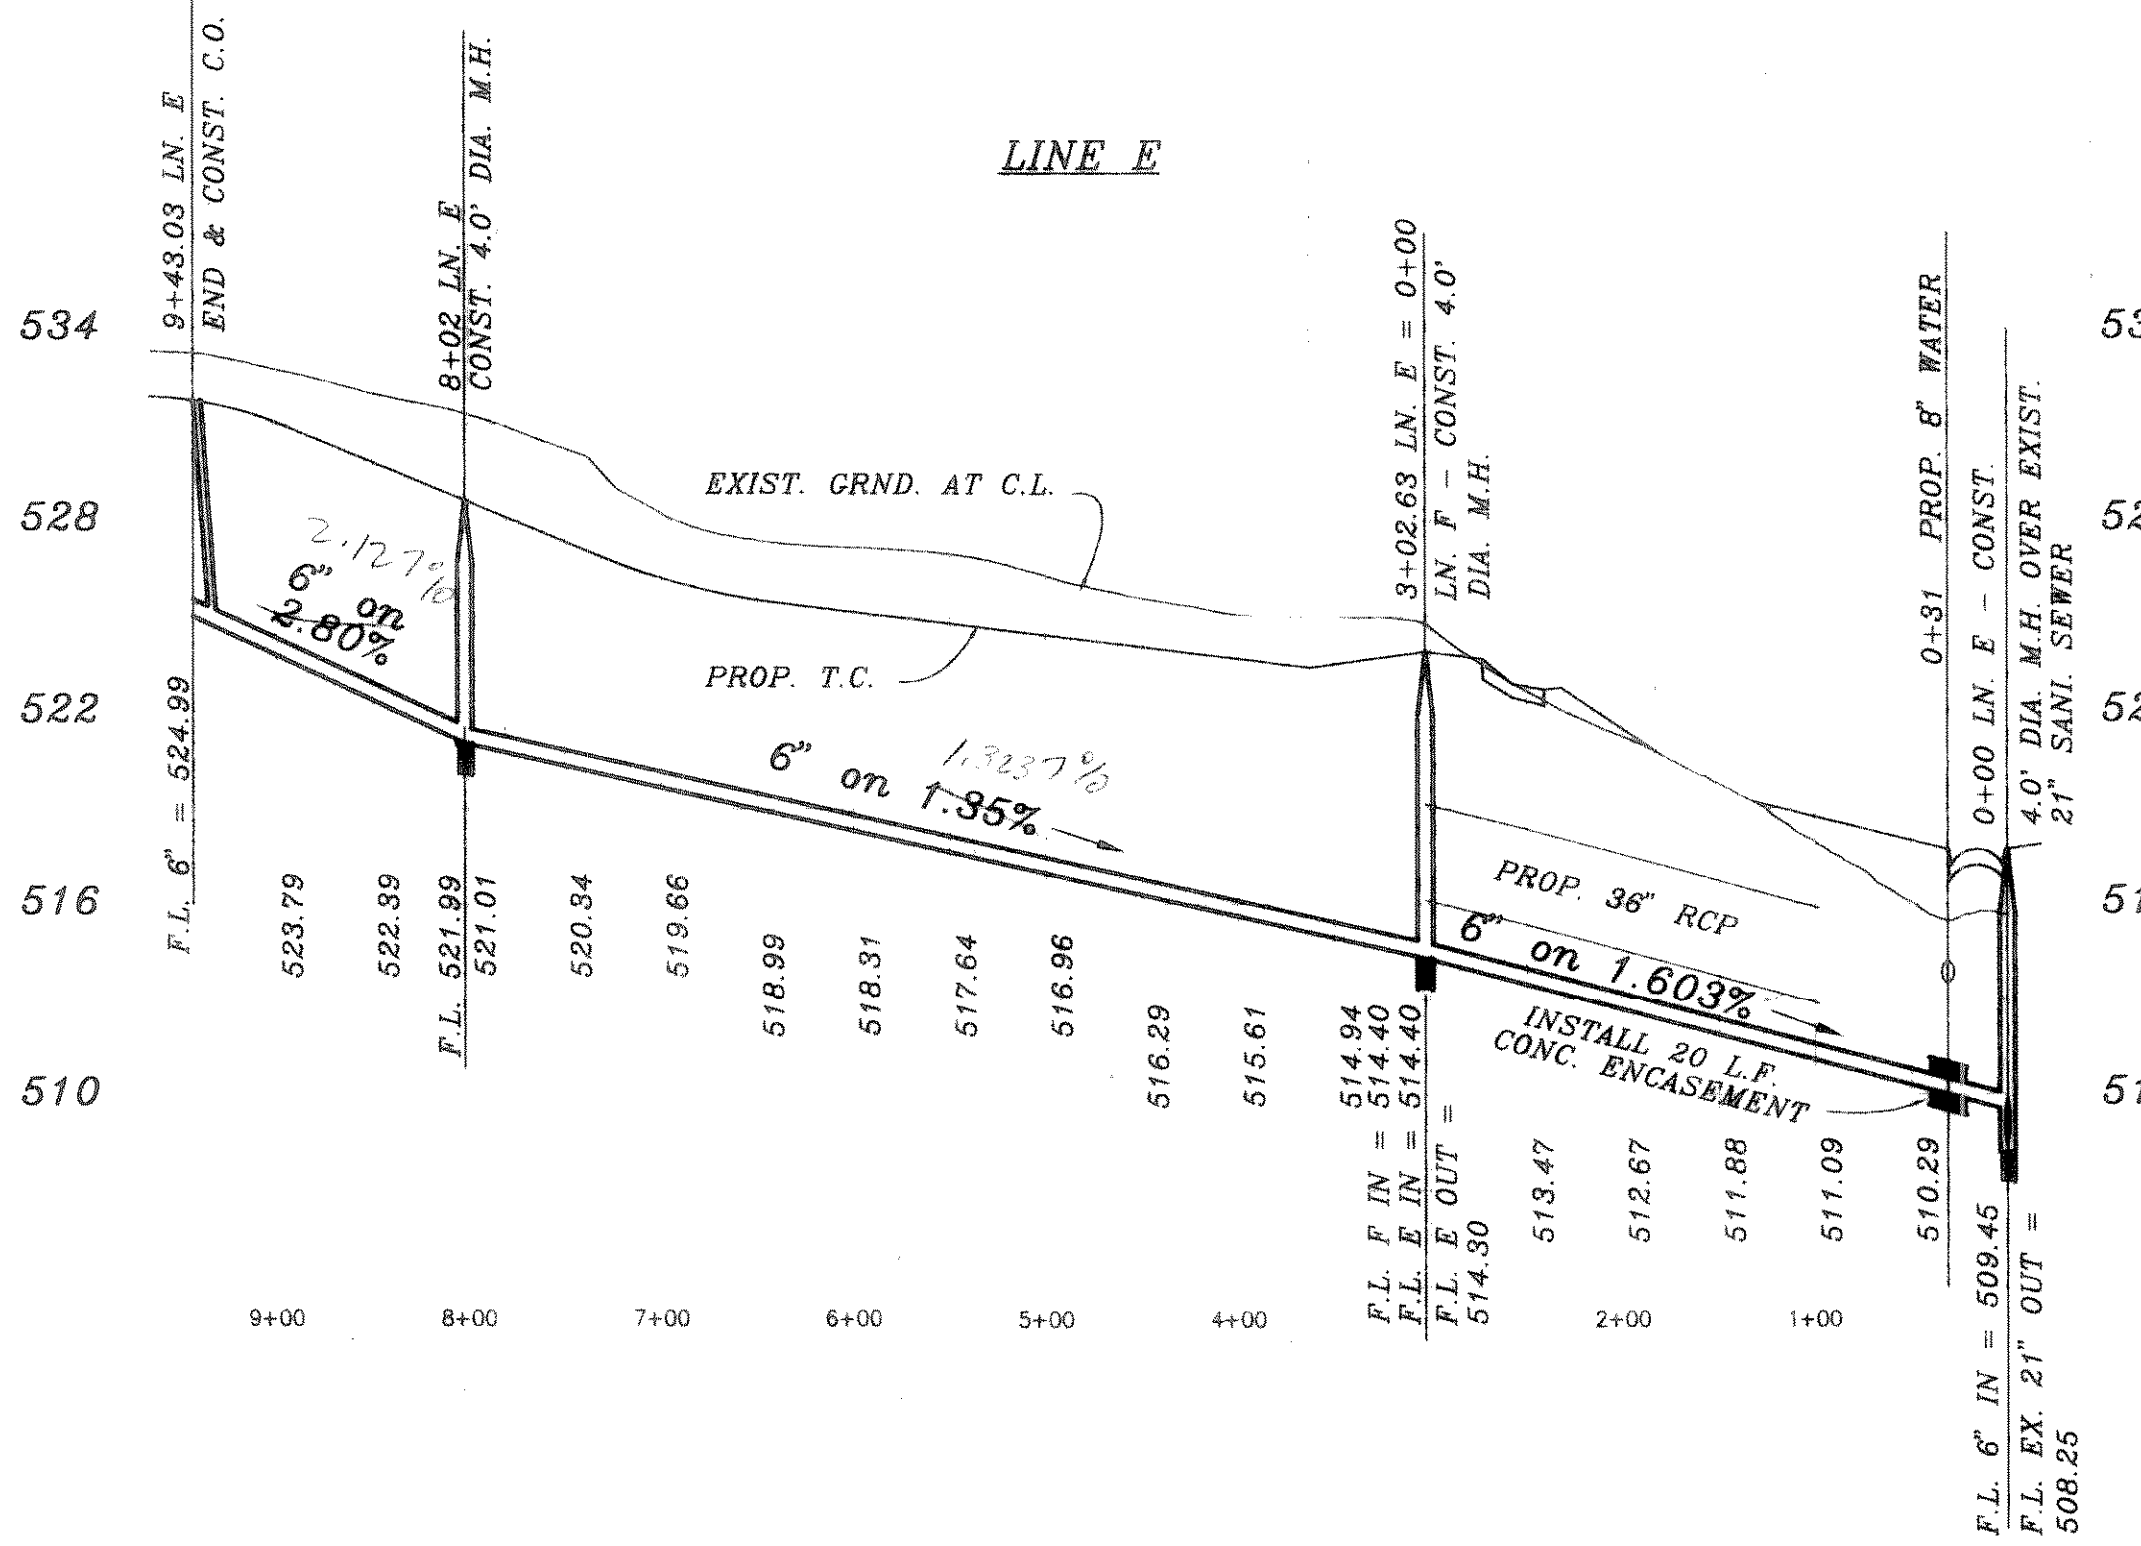 LINE E
9+43.03 LN. E
END & CONST. C.O.
8+02 LN. E
CONST. 4.0' DIA. M.H.
3+02.63 LN. E = 0+00
LN. F - CONST. 4.0'
DIA. M.H.
0+31 PROP. 8" WATER
0+00 LN. E - CONST.
4.0' DIA. M.H. OVER EXIST.
21" SANI. SEWER
534
528
522
516
510
53
52
52
51
51
EXIST. GRND. AT C.L.
PROP. T.C.
2.127%
6" on
2.80%
6" on 1.35%
1.3237%
PROP. 36" RCP
6" on 1.603%
INSTALL 20 L.F.
CONC. ENCASEMENT
F.L. 6" = 524.99
523.79
522.39
F.L. 521.99
521.01
520.34
519.66
518.99
518.31
517.64
516.96
516.29
515.61
514.94
F.L. F IN = 514.40
F.L. E IN = 514.40
F.L. E OUT =
514.30
513.47
512.67
511.88
511.09
510.29
F.L. 6" IN = 509.45
F.L. EX. 21" OUT =
508.25
9+00
8+00
7+00
6+00
5+00
4+00
2+00
1+00